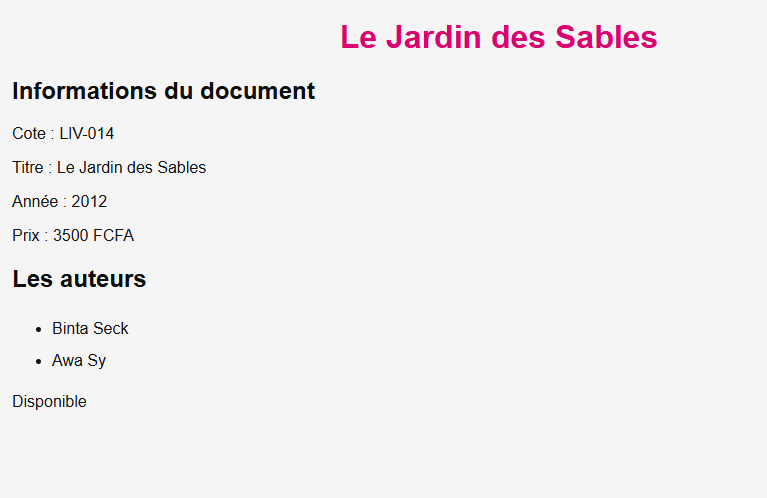 Le Jardin des Sables
Informations du document
Cote : LIV-014
Titre : Le Jardin des Sables
Année : 2012
Prix : 3500 FCFA
Les auteurs
• Binta Seck
• Awa Sy
Disponible